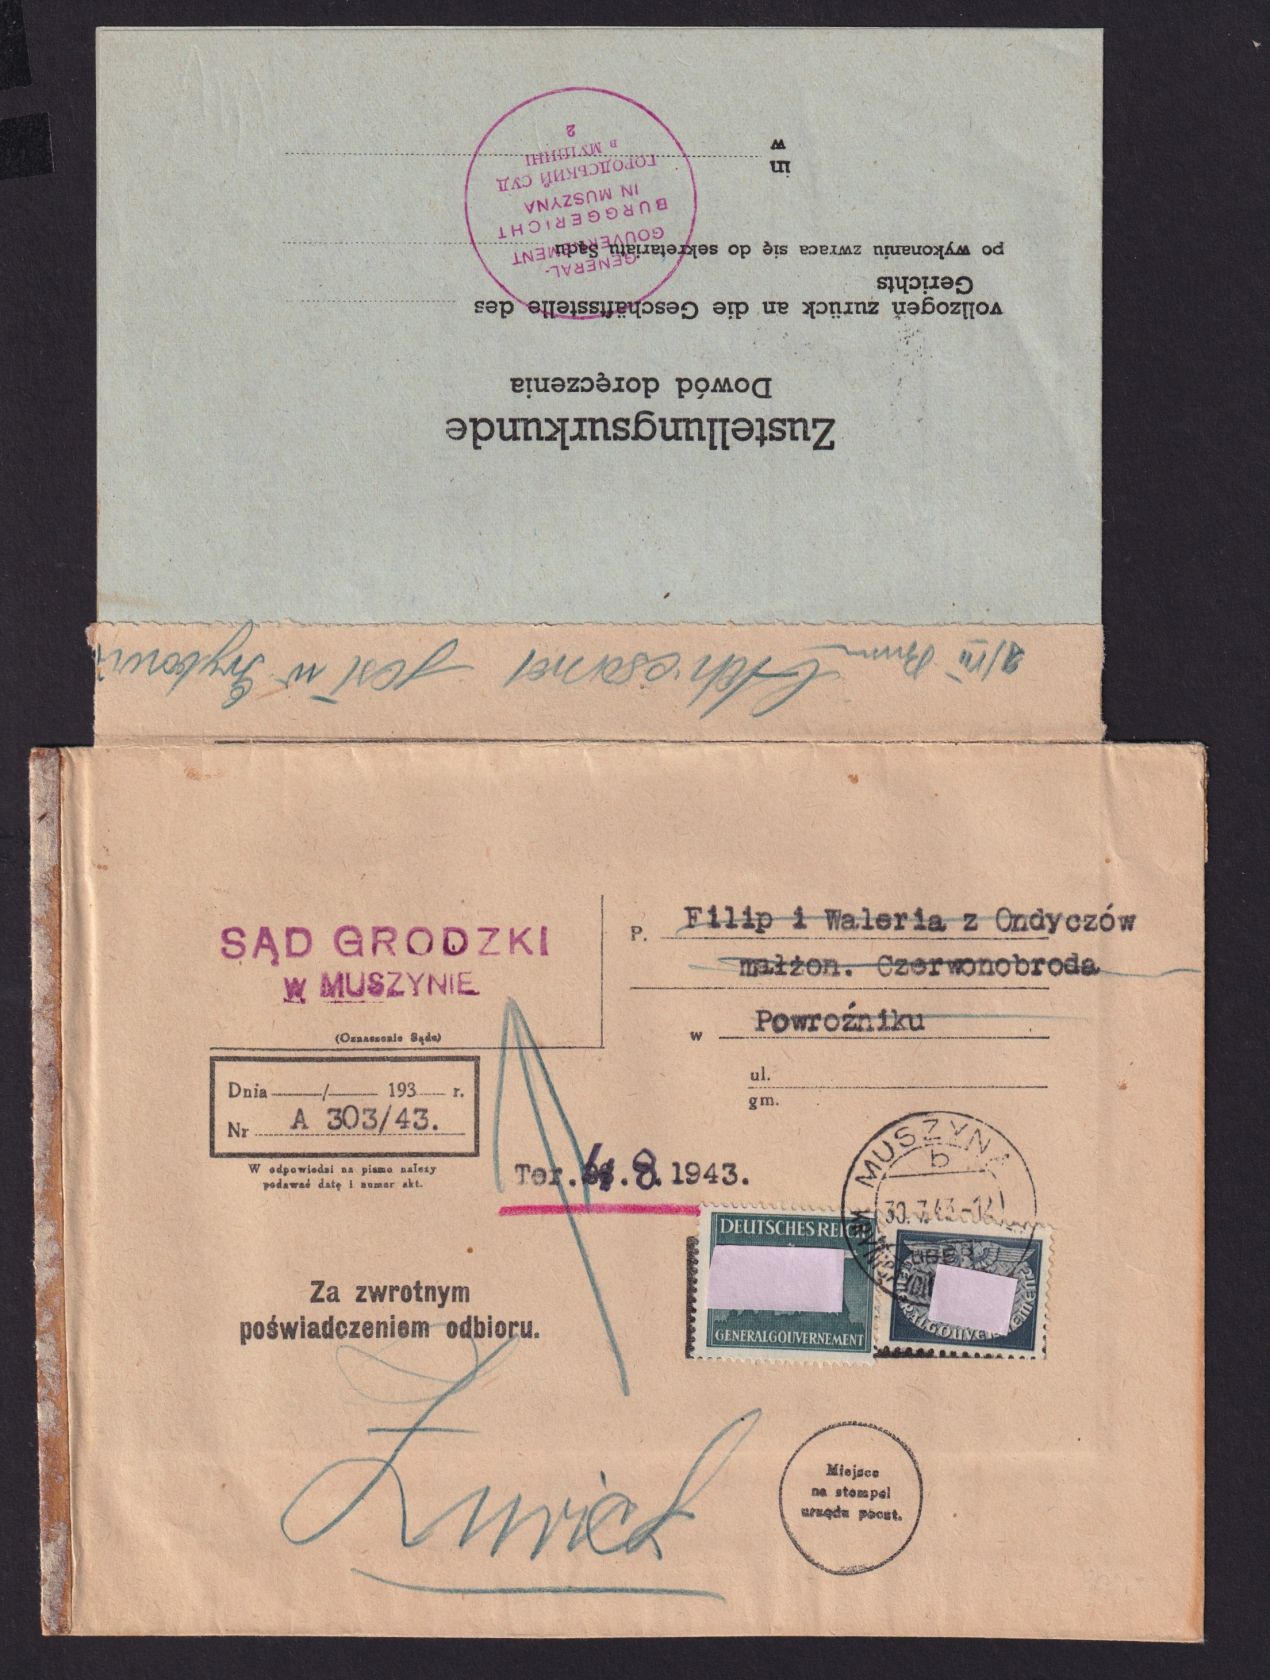 Zustellungsurkunde
Dowód doręczenia
vollzogen zurück an die Geschäftsstelle des
Gerichts
po wykonaniu zwraca się do sekretariatu Sądu
in
w
GENERAL-
GOUVERNEMENT
BURGGERICHT
IN MUSZYNA
ГОРОДСЬКИЙ СУД
в МУШИНІ
2
jest w
SĄD GRODZKI
w MUSZYNIE
(Oznaczenie Sądu)
P. Filip i Waleria z Ondyczów
małżon. Czerwonobroda
w Powroźniku
ul.
gm.
Dnia / 193 r.
Nr A 303/43.
W odpowiedzi na pismo należy
podawać datę i numer akt.
Ter. 8. 1943.
MUSZYNA
b
30.7.43
DEUTSCHES REICH
GENERALGOUVERNEMENT
Za zwrotnym
poświadczeniem odbioru.
Zurück
Miejsce
na stempel
urzędu poczt.